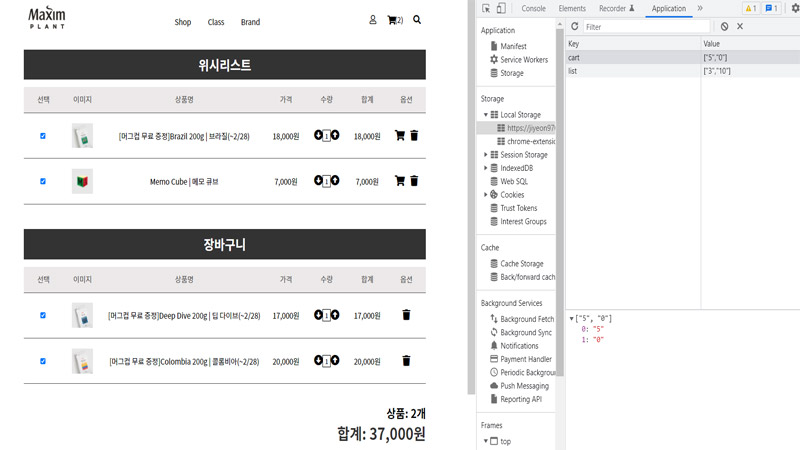 Maxim
PLANT
Shop Class Brand
(2)
위시리스트
선택 이미지 상품명 가격 수량 합계 옵션
[머그컵 무료 증정]Brazil 200g | 브라질(~2/28) 18,000원 1 18,000원
Memo Cube | 메모 큐브 7,000원 1 7,000원
장바구니
선택 이미지 상품명 가격 수량 합계 옵션
[머그컵 무료 증정]Deep Dive 200g | 딥 다이브(~2/28) 17,000원 1 17,000원
[머그컵 무료 증정]Colombia 200g | 콜롬비아(~2/28) 20,000원 1 20,000원
상품: 2개
합계: 37,000원
Console Elements Recorder Application » 1 1
Application
Manifest
Service Workers
Storage
Storage
Local Storage
https://jiyeon97
chrome-extensio
Session Storage
IndexedDB
Web SQL
Cookies
Trust Tokens
Interest Groups
Cache
Cache Storage
Back/forward cach
Background Services
Background Fetch
Background Sync
Notifications
Payment Handler
Periodic Backgrou
Push Messaging
Reporting API
Frames
top
Filter
Key Value
cart ["5","0"]
list ["3","10"]
["5", "0"]
0: "5"
1: "0"